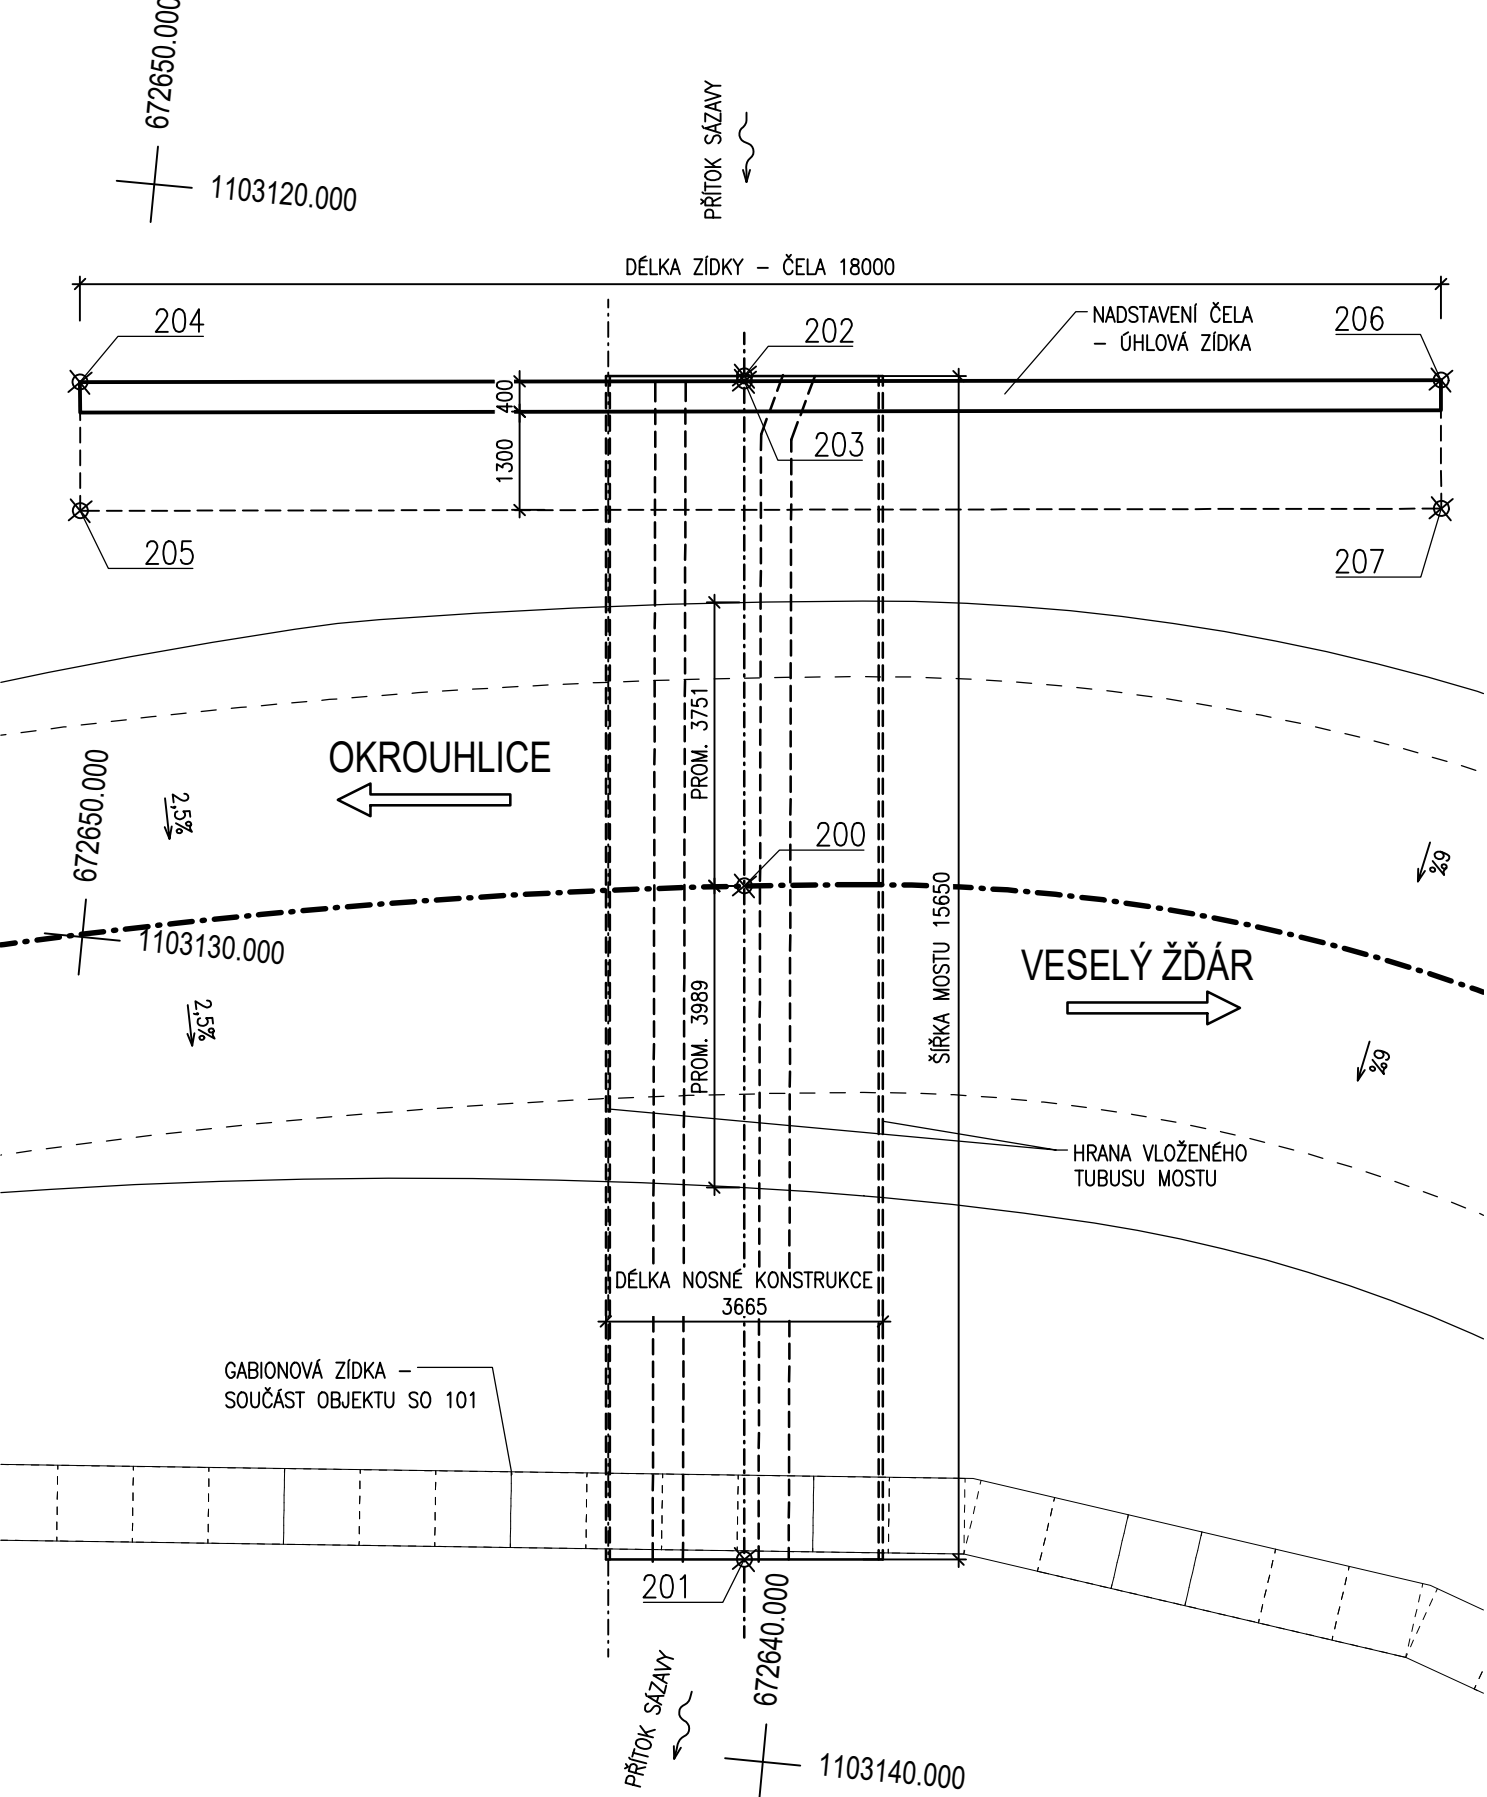 672650.000
1103120.000
PŘÍTOK SÁZAVY
DÉLKA ZÍDKY – ČELA 18000
204
202
NADSTAVENÍ ČELA
– ÚHLOVÁ ZÍDKA
206
400
203
1300
205
207
PROM. 3751
OKROUHLICE
672650.000
2,5%
200
6%
ŠÍŘKA MOSTU 15650
1103130.000
VESELÝ ŽĎÁR
2,5%
PROM. 3989
6%
HRANA VLOŽENÉHO
TUBUSU MOSTU
DÉLKA NOSNÉ KONSTRUKCE
3665
GABIONOVÁ ZÍDKA –
SOUČÁST OBJEKTU SO 101
201
672640.000
PŘÍTOK SÁZAVY
1103140.000